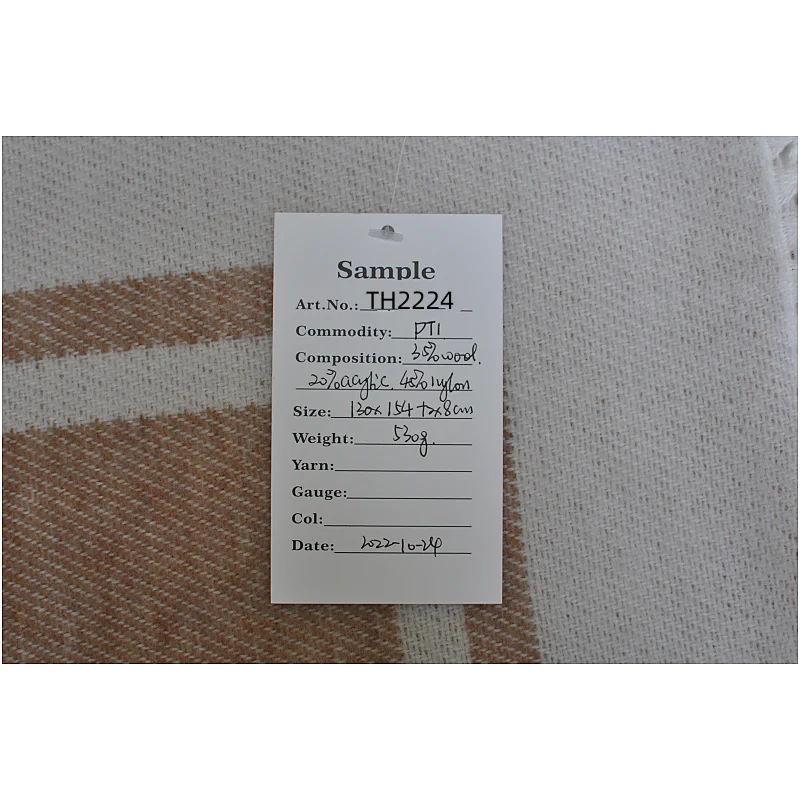 Sample
Art.No.: TH2224
Commodity: PT1
Composition: 35% wool.
20% acylic. 45% nylon
Size: 130x154+2x8cm
Weight: 530g.
Yarn:
Gauge:
Col:
Date: 2022-10-24